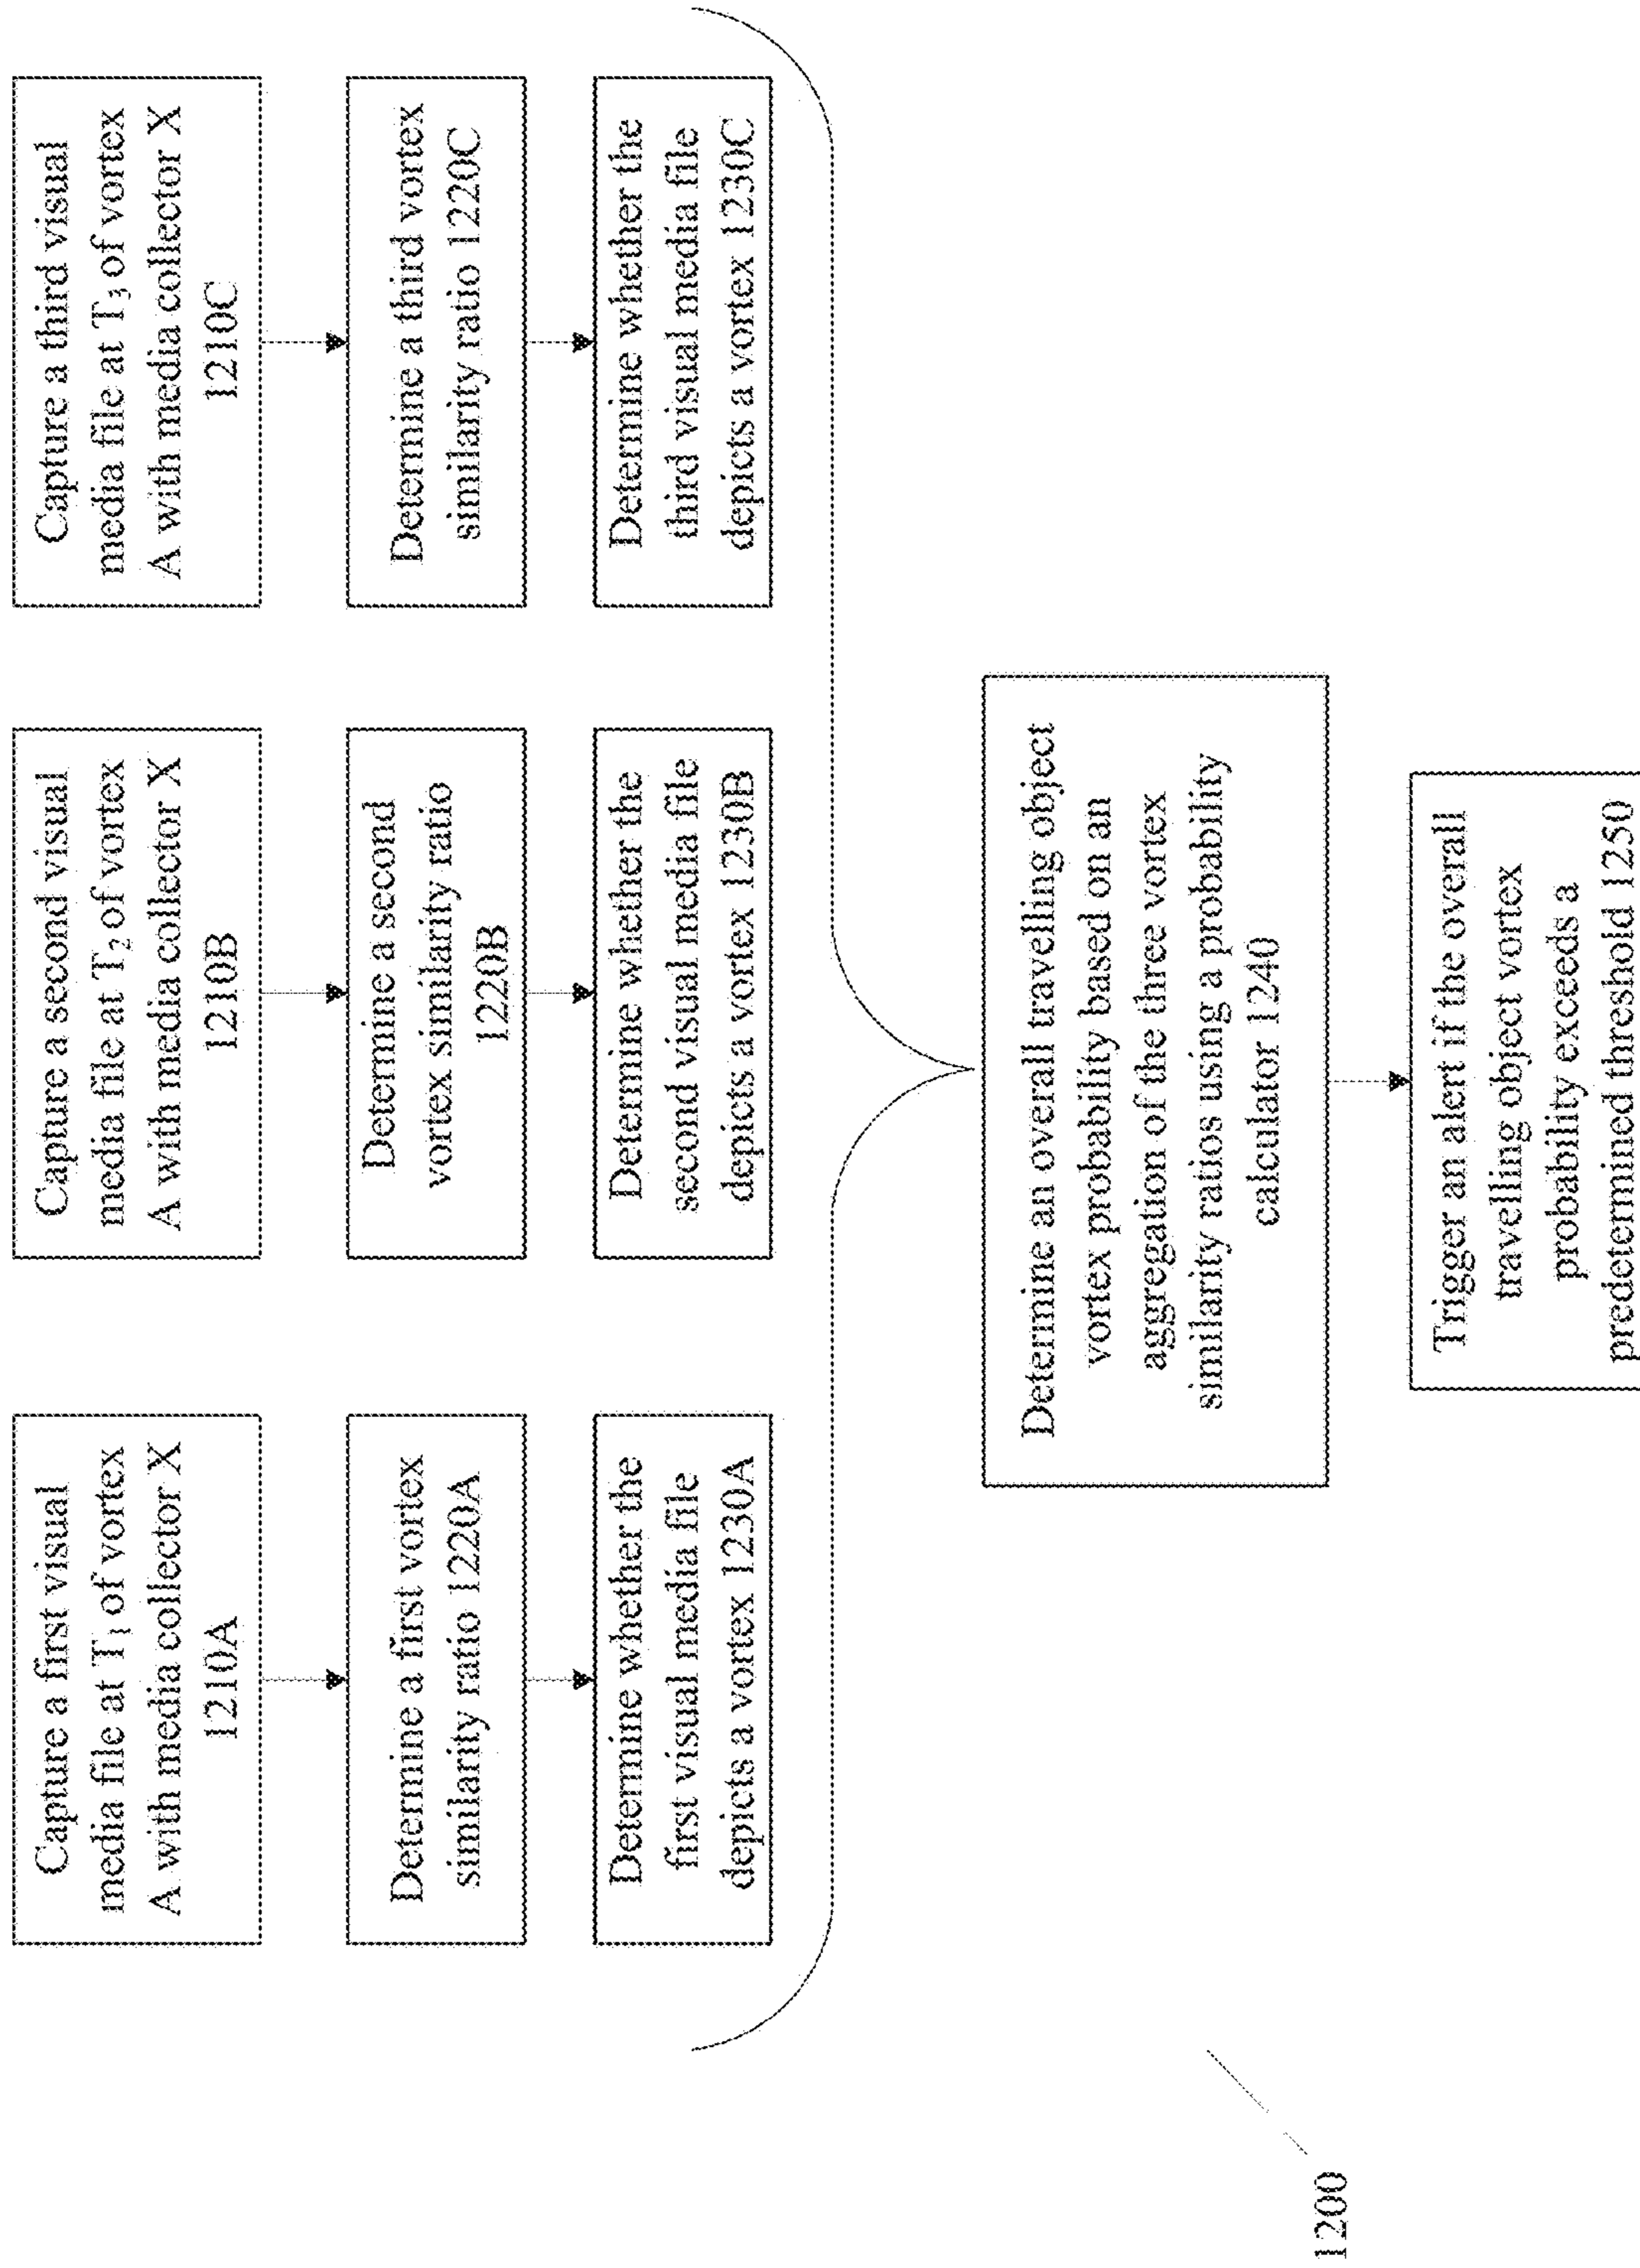 Capture a first visual
media file at T1 of vortex
A with media collector X
1210A
Determine a first vortex
similarity ratio 1220A
Determine whether the
first visual media file
depicts a vortex 1230A
Capture a second visual
media file at T2 of vortex
A with media collector X
1210B
Determine a second
vortex similarity ratio
1220B
Determine whether the
second visual media file
depicts a vortex 1230B
Capture a third visual
media file at T3 of vortex
A with media collector X
1210C
Determine a third vortex
similarity ratio 1220C
Determine whether the
third visual media file
depicts a vortex 1230C
Determine an overall travelling object
vortex probability based on an
aggregation of the three vortex
similarity ratios using a probability
calculator 1240
Trigger an alert if the overall
travelling object vortex
probability exceeds a
predetermined threshold 1250
1200